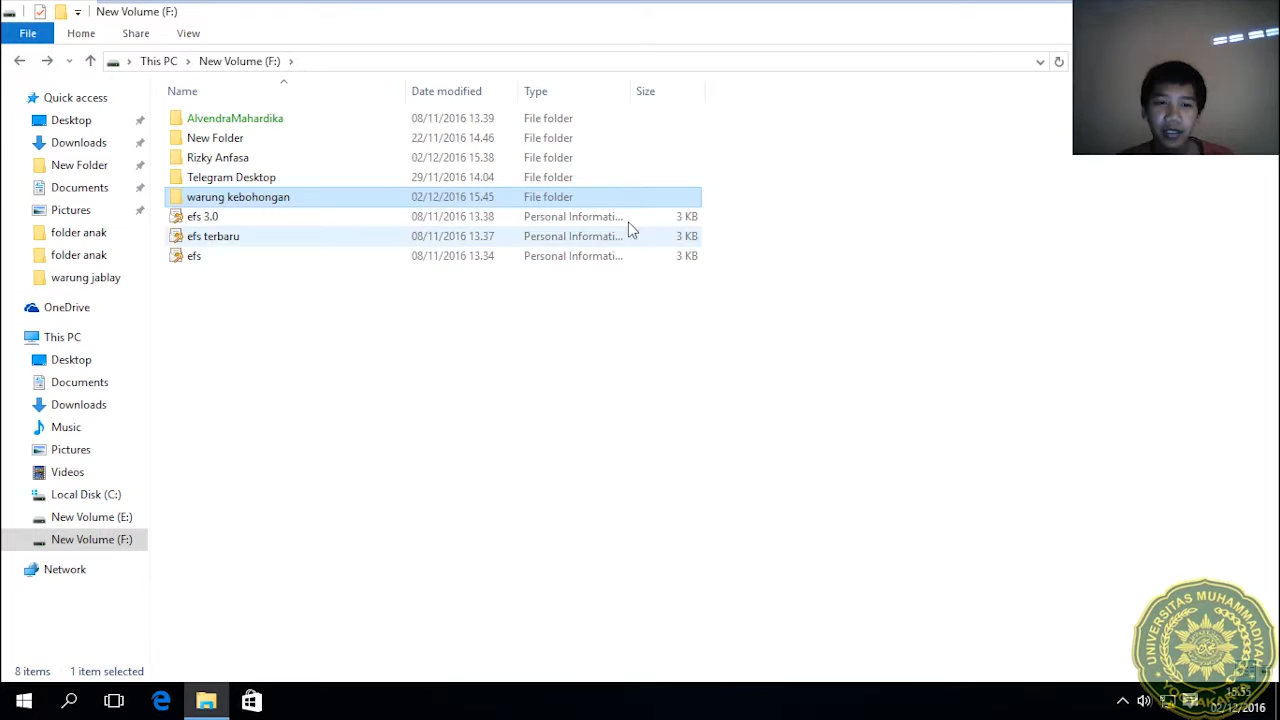 New Volume (F:)
File Home Share View
This PC New Volume (F:)
Name Date modified Type Size
Quick access
Desktop
Downloads
New Folder
Documents
Pictures
folder anak
folder anak
warung jablay
OneDrive
This PC
Desktop
Documents
Downloads
Music
Pictures
Videos
Local Disk (C:)
New Volume (E:)
New Volume (F:)
Network
AlvendraMahardika 08/11/2016 13.39 File folder
New Folder 22/11/2016 14.46 File folder
Rizky Anfasa 02/12/2016 15.38 File folder
Telegram Desktop 29/11/2016 14.04 File folder
warung kebohongan 02/12/2016 15.45 File folder
efs 3.0 08/11/2016 13.38 Personal Informati... 3 KB
efs terbaru 08/11/2016 13.37 Personal Informati... 3 KB
efs 08/11/2016 13.34 Personal Informati... 3 KB
8 items 1 item selected
UNIVERSITAS MUHAMMADIYAH
YOGYAKARTA
15.55
02/12/2016